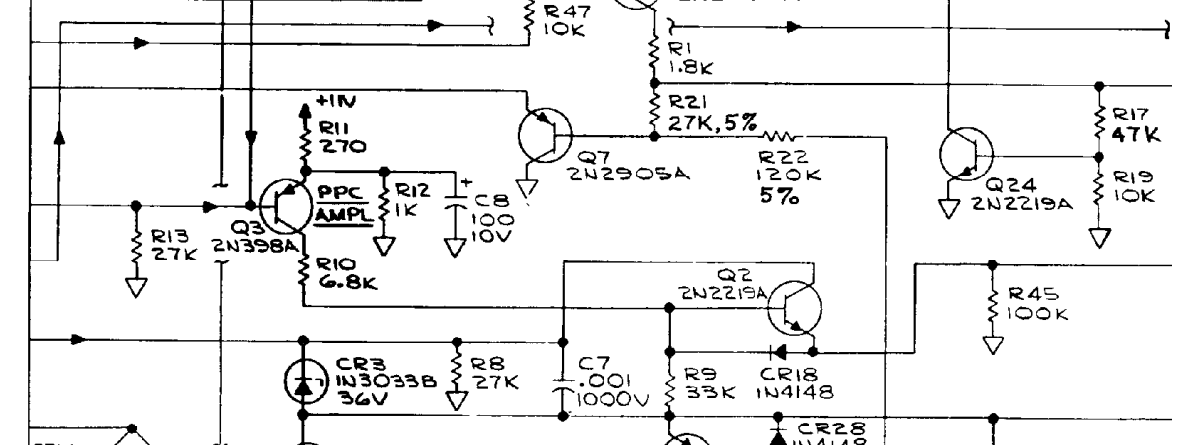 R47
10K
R1
1.8K
+11V
R11
270
R21
27K, 5%
R17
47K
Q7
2N2905A
R22
120K
5%
R19
10K
Q24
2N2219A
PPC
AMPL
R12
1K
+
C8
100
10V
Q3
2N398A
R13
27K
R10
6.8K
Q2
2N2219A
R45
100K
CR3
1N3033B
36V
R8
27K
C7
.001
1000V
R9
33K
CR18
1N4148
CR28
1N4148